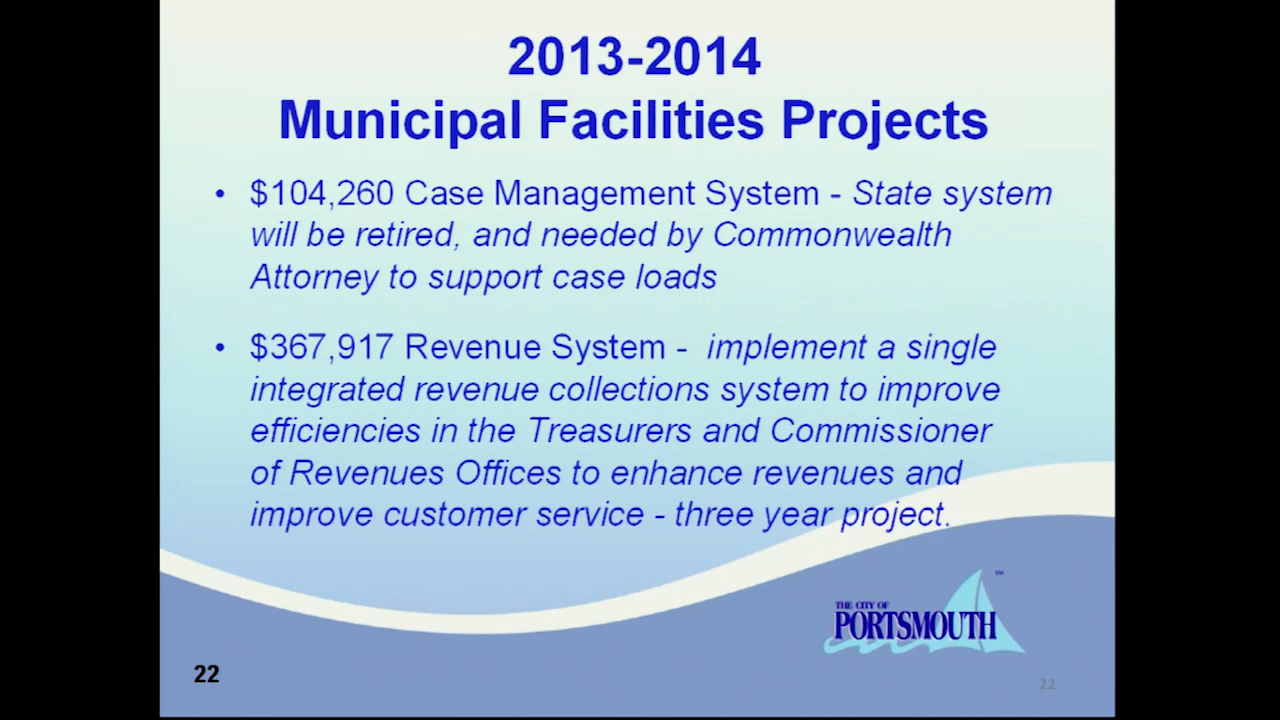 2013-2014
Municipal Facilities Projects
• $104,260 Case Management System - State system
will be retired, and needed by Commonwealth
Attorney to support case loads
• $367,917 Revenue System - implement a single
integrated revenue collections system to improve
efficiencies in the Treasurers and Commissioner
of Revenues Offices to enhance revenues and
improve customer service - three year project.
THE CITY OF
PORTSMOUTH
TM
22
22